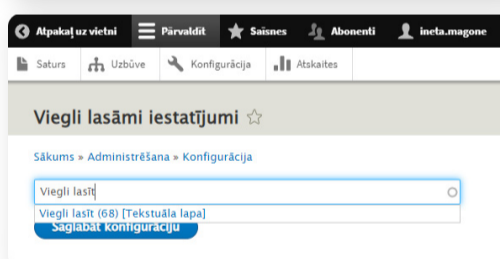 Atpakaļ uz vietni Pārvaldīt Saīsnes Abonenti ineta.magone
Saturs Uzbūve Konfigurācija Atskaites
Viegli lasāmi iestatījumi
Sākums » Administrēšana » Konfigurācija
Viegli lasīt
Viegli lasīt (68) [Tekstuāla lapa]
Saglabāt konfigurāciju